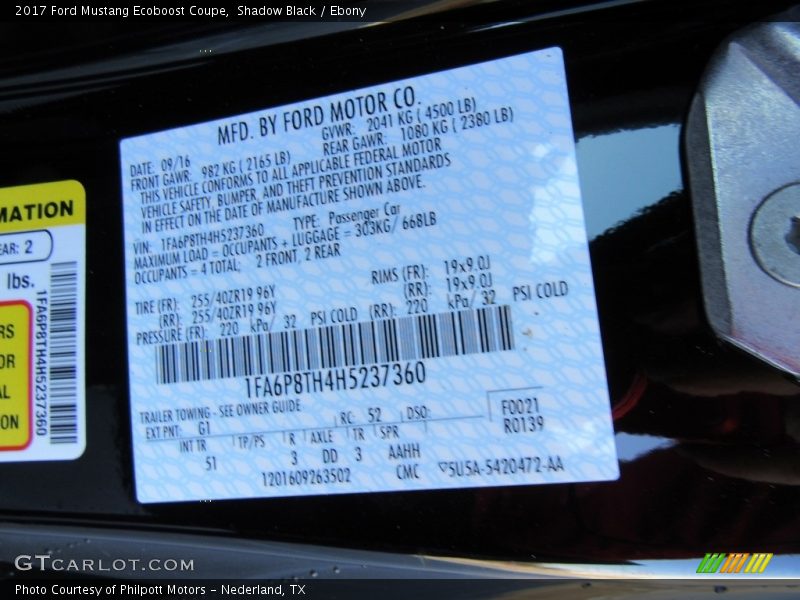 2017 Ford Mustang Ecoboost Coupe, Shadow Black / Ebony
MFD. BY FORD MOTOR CO.
DATE: 09/16 GVWR: 2041 KG ( 4500 LB)
FRONT GAWR: 982 KG ( 2165 LB) REAR GAWR: 1080 KG ( 2380 LB)
THIS VEHICLE CONFORMS TO ALL APPLICABLE FEDERAL MOTOR
VEHICLE SAFETY, BUMPER, AND THEFT PREVENTION STANDARDS
IN EFFECT ON THE DATE OF MANUFACTURE SHOWN ABOVE.
VIN: 1FA6P8TH4H5237360 TYPE: Passenger Car
MAXIMUM LOAD = OCCUPANTS + LUGGAGE = 303KG/ 668LB
OCCUPANTS = 4 TOTAL; 2 FRONT, 2 REAR
TIRE (FR): 255/40ZR19 96Y RIMS (FR): 19x9.0J
(RR): 255/40ZR19 96Y (RR): 19x9.0J
PRESSURE (FR): 220 kPa/ 32 PSI COLD (RR): 220 kPa/ 32 PSI COLD
1FA6P8TH4H5237360
TRAILER TOWING - SEE OWNER GUIDE
EXT PNT: G1 RC: 52 DSO: F0021
R0139
INT TR TP/PS R AXLE TR SPR
51 3 DD 3 AAHH
1201609263502 CMC 5U5A-5420472-AA
MATION
EAR: 2
lbs.
1FA6P8TH4H5237360
RS
OR
AL
ON
GTCARLOT.COM
Photo Courtesy of Philpott Motors - Nederland, TX